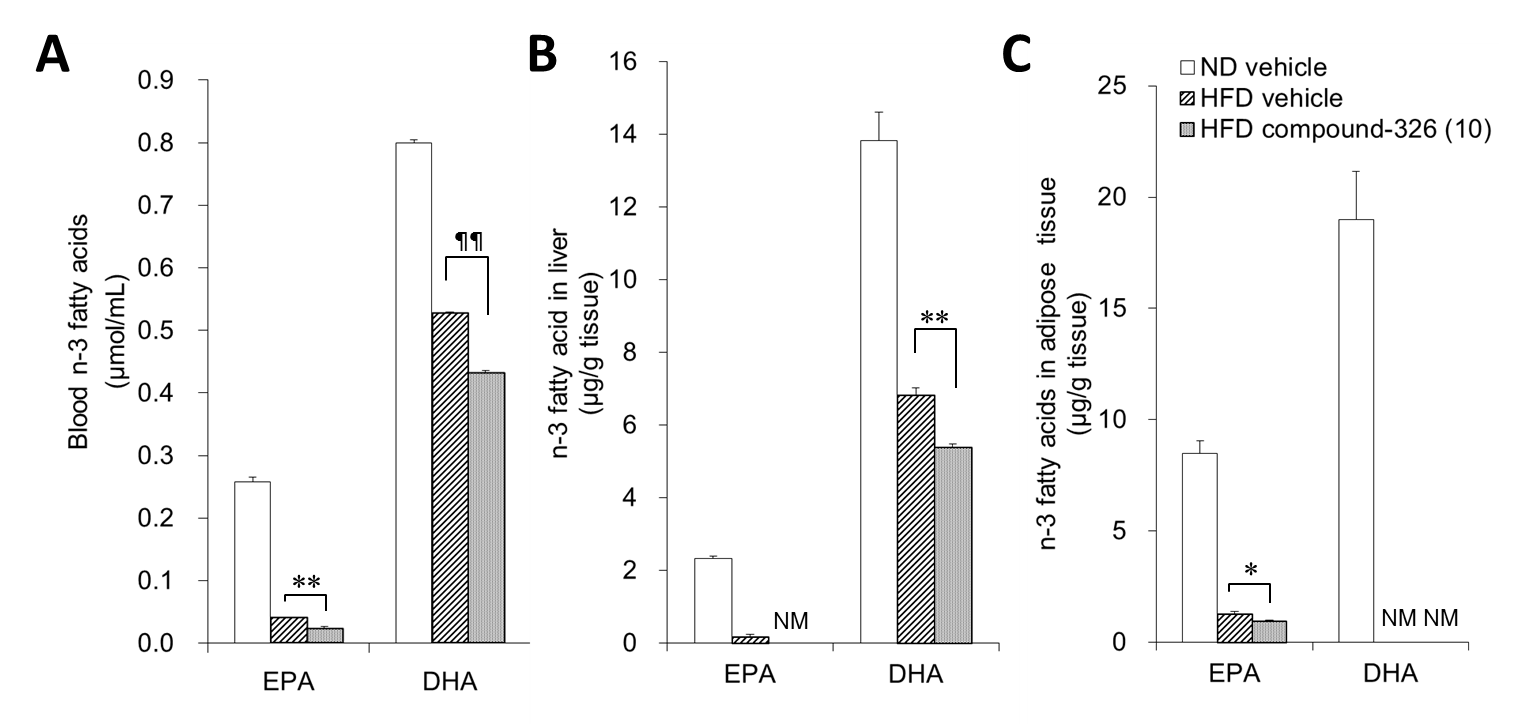 A
Blood n-3 fatty acids
(μmol/mL)
0.9
0.8
0.7
0.6
0.5
0.4
0.3
0.2
0.1
0.0
**
¶¶
EPA
DHA
B
n-3 fatty acid in liver
(μg/g tissue)
16
14
12
10
8
6
4
2
0
NM
**
EPA
DHA
C
ND vehicle
HFD vehicle
HFD compound-326 (10)
n-3 fatty acids in adipose tissue
(μg/g tissue)
25
20
15
10
5
0
*
NM NM
EPA
DHA